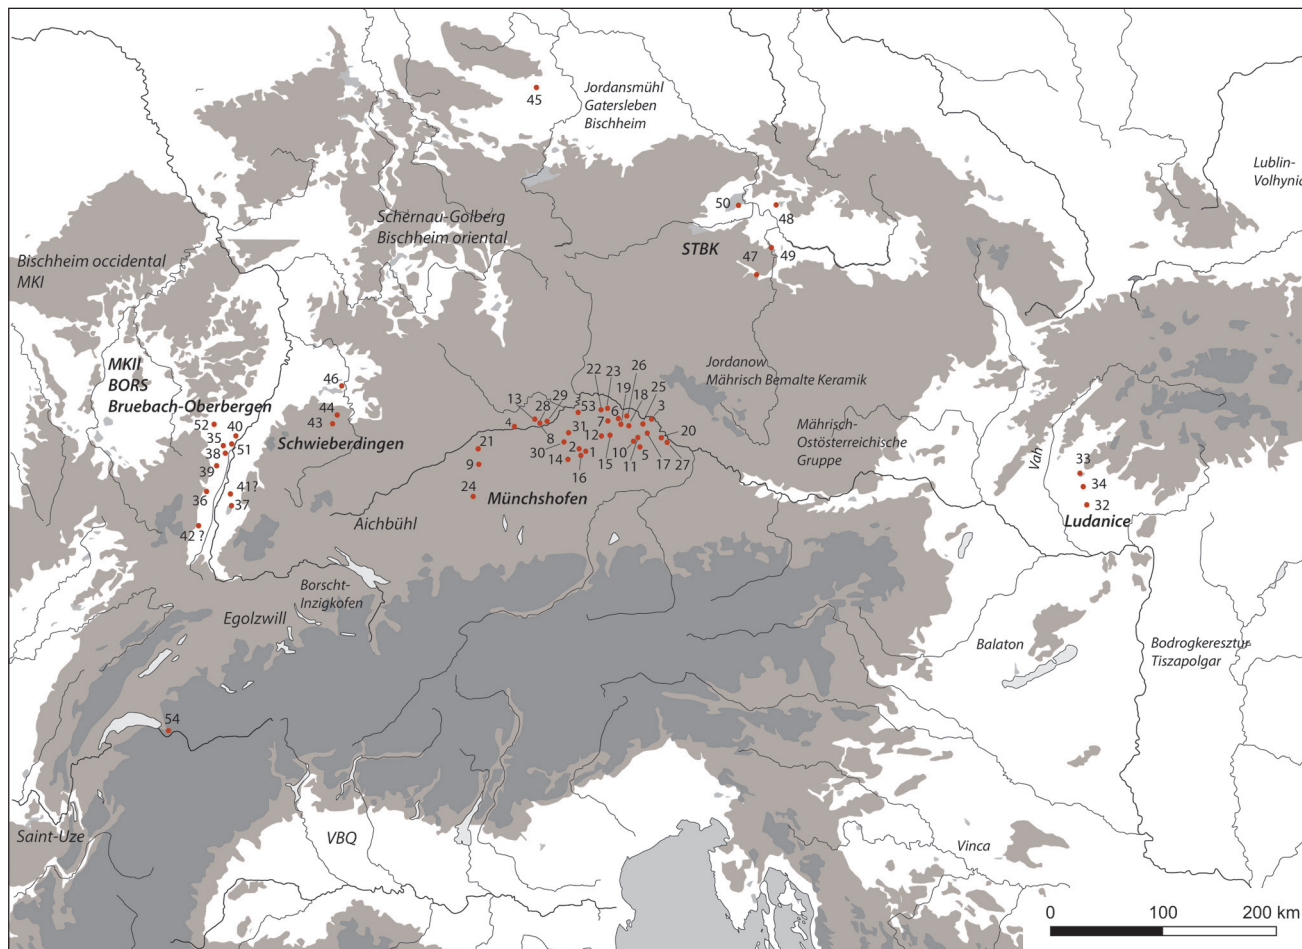 45
Jordansmühl
Gatersleben
Bischheim
Lublin-
Volhynia
50
48
Schernau-Golberg
Bischheim oriental
STBK
49
47
Bischheim occidental
MKI
MKII
BORS
Bruebach-Oberbergen
46
44
43
Schwieberdingen
52
40
35
51
38
39
36
41?
37
42 ?
Jordanow
Mährisch Bemalte Keramik
22
23
26
19
25
18
3
13
28
29
53
6
4
31
7
20
21
8
12
10
17
27
30
2
1
15
11
5
9
14
16
24
Münchshofen
Mährisch-
Ostösterreichische
Gruppe
Vah
33
34
32
Ludanice
Aichbühl
Borscht-
Inzigkofen
Egolzwill
Balaton
Bodrogkeresztur
Tiszapolgar
54
Saint-Uze
VBQ
Vinca
0
100
200 km